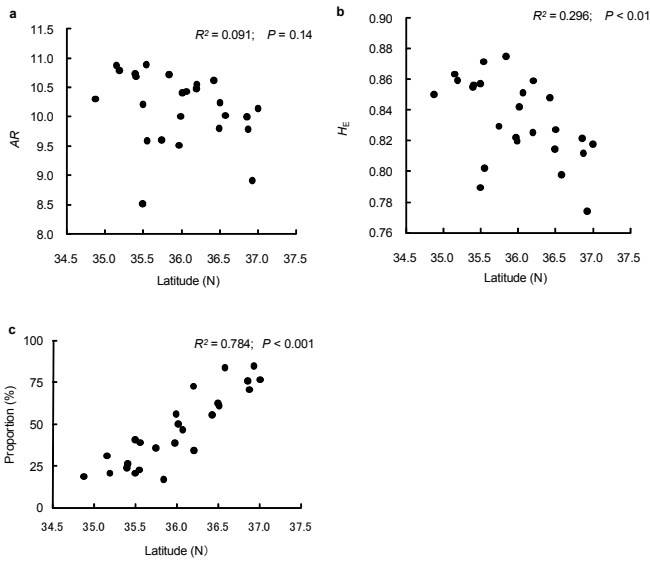 a
R² = 0.091; P = 0.14
11.5
11.0
10.5
10.0
9.5
9.0
8.5
8.0
AR
34.5 35.0 35.5 36.0 36.5 37.0 37.5
Latitude (N)
b
R² = 0.296; P < 0.01
0.90
0.88
0.86
0.84
0.82
0.80
0.78
0.76
HE
34.5 35.0 35.5 36.0 36.5 37.0 37.5
Latitude (N)
c
R² = 0.784; P < 0.001
100
75
50
25
0
Proportion (%)
34.5 35.0 35.5 36.0 36.5 37.0 37.5
Latitude (N)